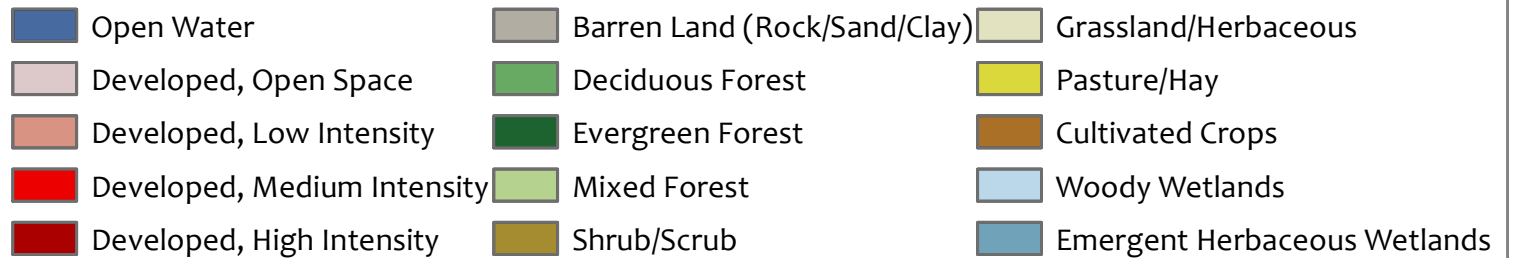 Open Water
Developed, Open Space
Developed, Low Intensity
Developed, Medium Intensity
Developed, High Intensity
Barren Land (Rock/Sand/Clay)
Deciduous Forest
Evergreen Forest
Mixed Forest
Shrub/Scrub
Grassland/Herbaceous
Pasture/Hay
Cultivated Crops
Woody Wetlands
Emergent Herbaceous Wetlands